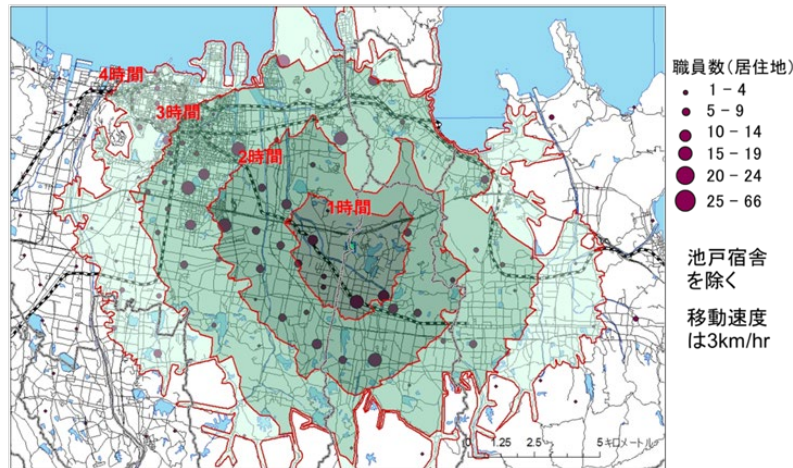 4時間
3時間
2時間
1時間
職員数(居住地)
1 - 4
5 - 9
10 - 14
15 - 19
20 - 24
25 - 66
池戸宿舎
を除く
移動速度
は3km/hr
0 1.25 2.5 5 キロメートル